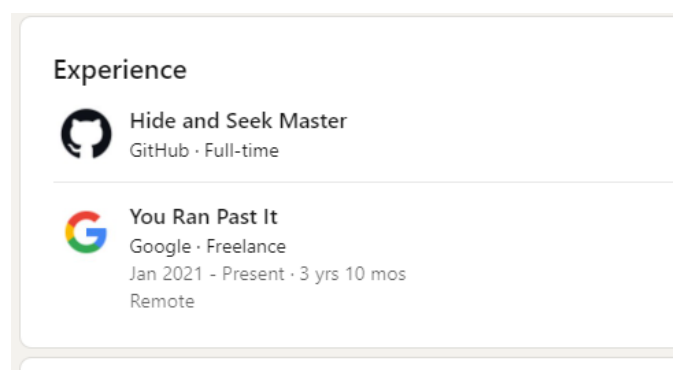 Experience
Hide and Seek Master
GitHub · Full-time
You Ran Past It
Google · Freelance
Jan 2021 - Present · 3 yrs 10 mos
Remote